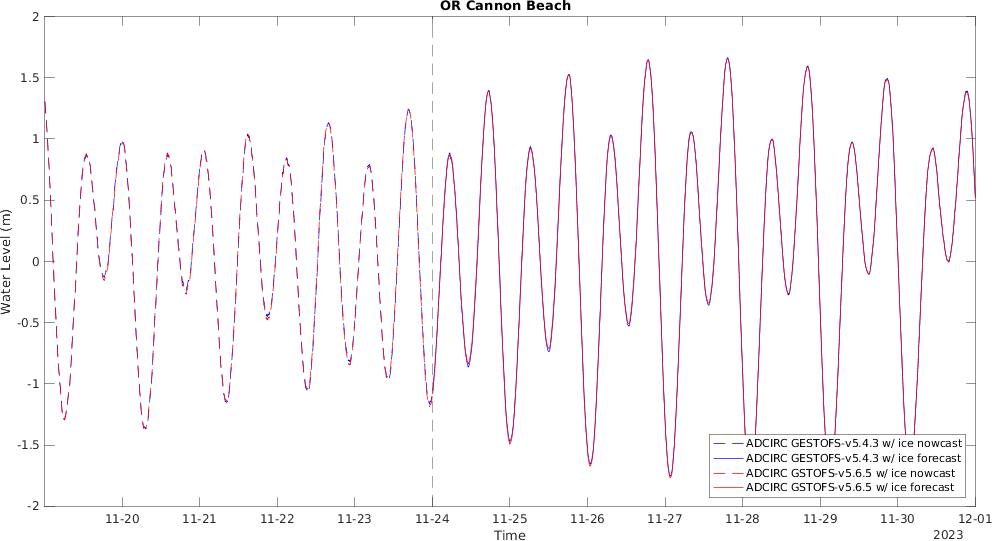 OR Cannon Beach
2
1.5
1
0.5
0
-0.5
-1
-1.5
-2
Water Level (m)
ADCIRC GESTOFS-v5.4.3 w/ ice nowcast
ADCIRC GESTOFS-v5.4.3 w/ ice forecast
ADCIRC GSTOFS-v5.6.5 w/ ice nowcast
ADCIRC GSTOFS-v5.6.5 w/ ice forecast
11-20 11-21 11-22 11-23 11-24 11-25 11-26 11-27 11-28 11-29 11-30 12-01
Time
2023